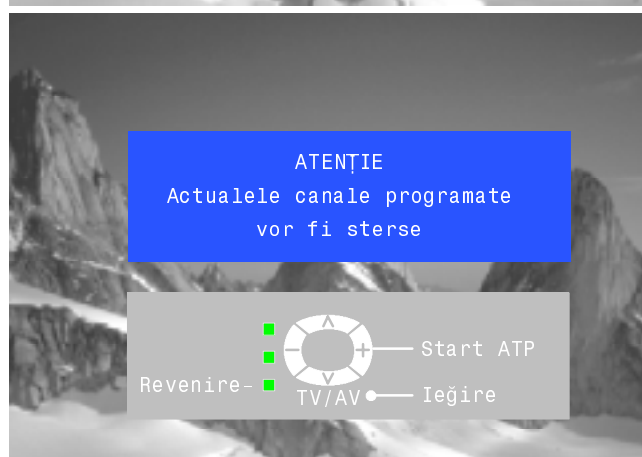 ATENȚIE
Actualele canale programate
vor fi sterse
Start ATP
Revenire
TV/AV
Ieğire